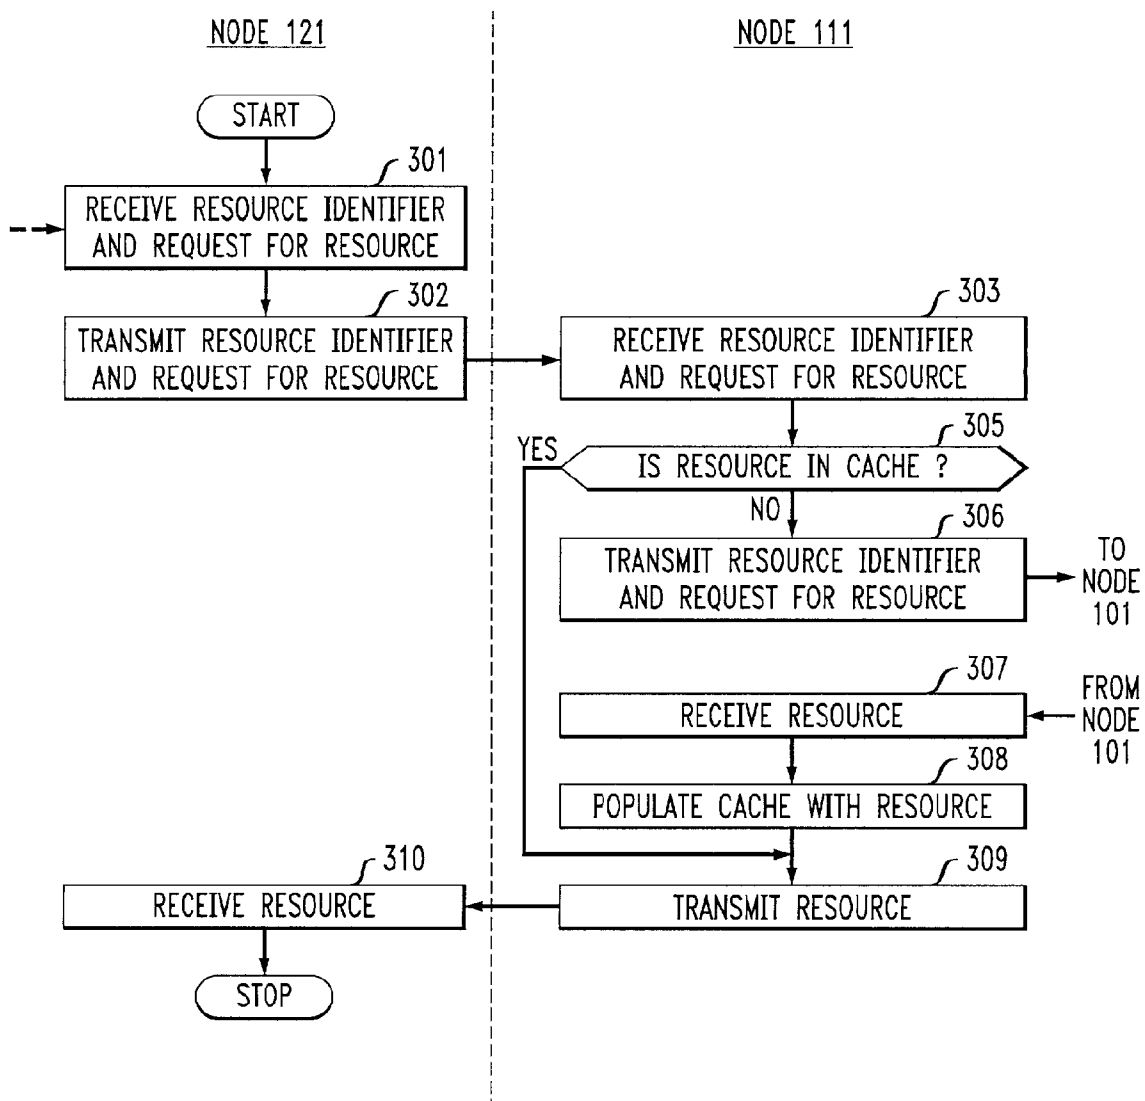 NODE 121
NODE 111
START
301
RECEIVE RESOURCE IDENTIFIER
AND REQUEST FOR RESOURCE
302
TRANSMIT RESOURCE IDENTIFIER
AND REQUEST FOR RESOURCE
303
RECEIVE RESOURCE IDENTIFIER
AND REQUEST FOR RESOURCE
305
YES
IS RESOURCE IN CACHE ?
NO
306
TRANSMIT RESOURCE IDENTIFIER
AND REQUEST FOR RESOURCE
TO
NODE
101
307
RECEIVE RESOURCE
FROM
NODE
101
308
POPULATE CACHE WITH RESOURCE
309
TRANSMIT RESOURCE
310
RECEIVE RESOURCE
STOP